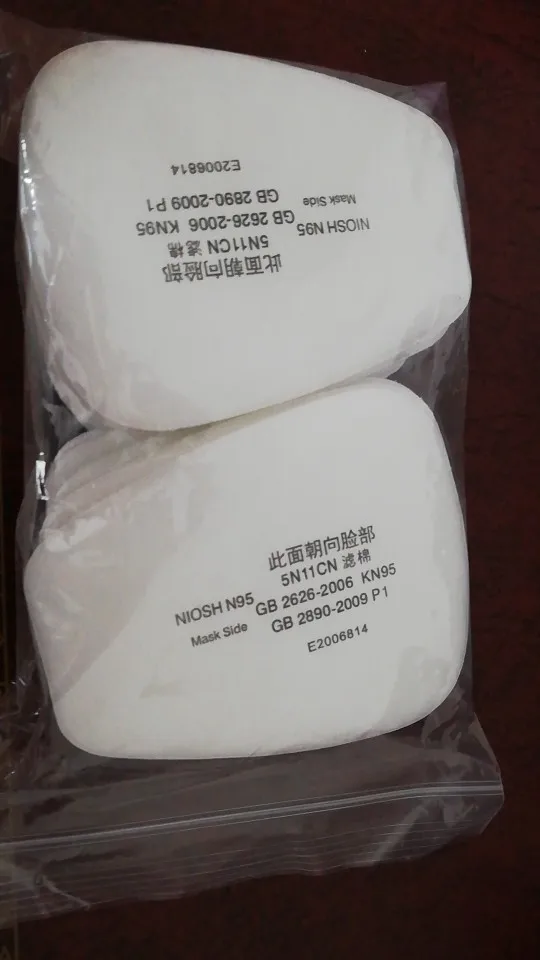 E2006814
GB 2890-2009 P1
GB 2626-2006 KN95
5N11CN 滤棉
此面朝向脸部
Mask Side
NIOSH N95
此面朝向脸部
5N11CN 滤棉
NIOSH N95 GB 2626-2006 KN95
Mask Side GB 2890-2009 P1
E2006814